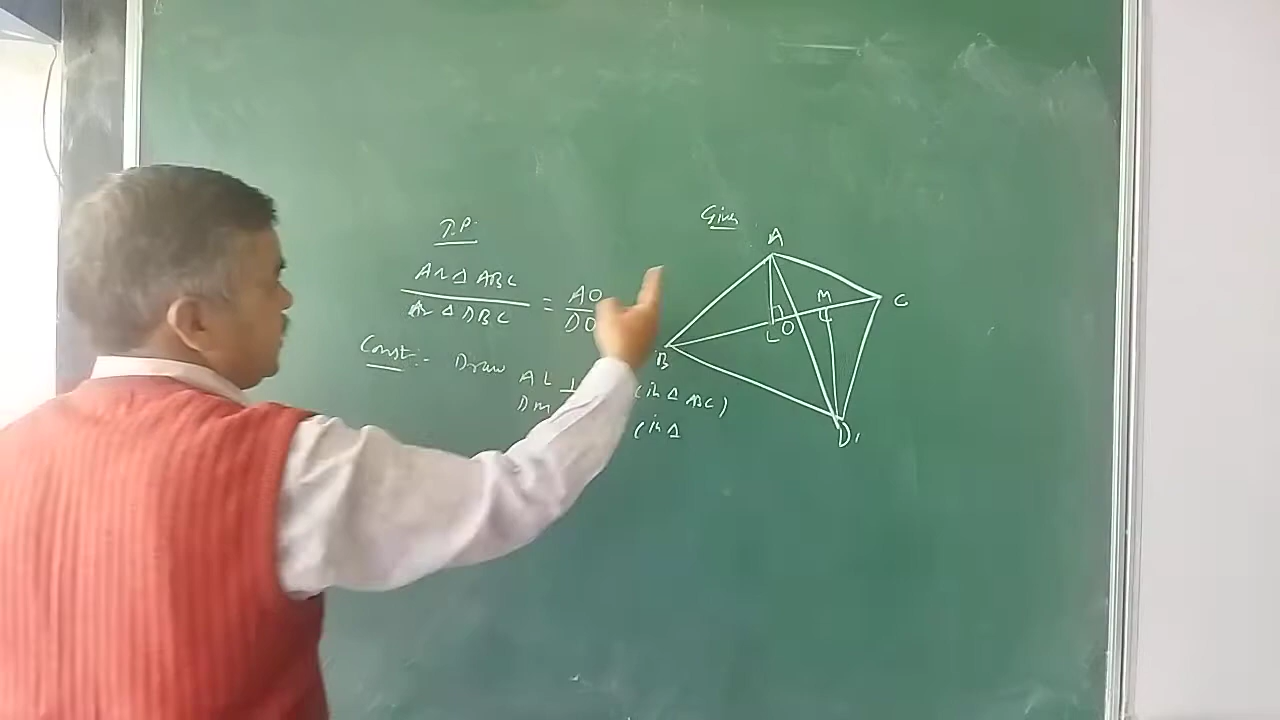 T.P.
Ar Δ ABC
Ar Δ DBC
= AO
DO
Const:- Draw AL ⊥ (in Δ ABC)
DM (in Δ
Given
A
B
C
D
M
O
L